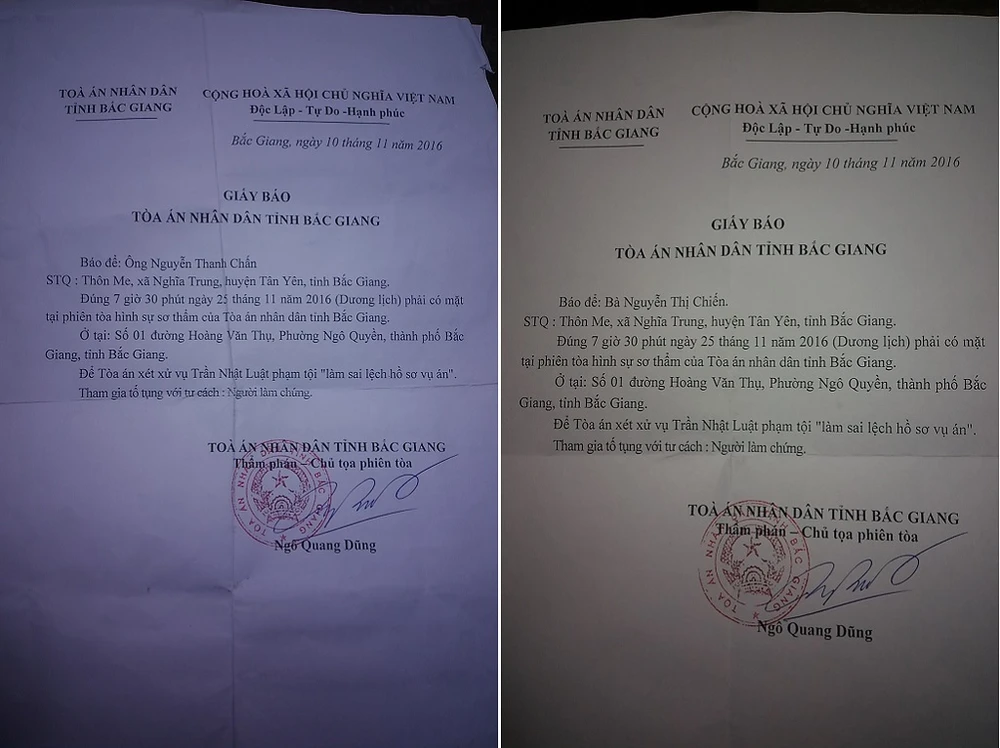 TOÀ ÁN NHÂN DÂN
TỈNH BẮC GIANG
CỘNG HOÀ XÃ HỘI CHỦ NGHĨA VIỆT NAM
Độc Lập - Tự Do -Hạnh phúc
Bắc Giang, ngày 10 tháng 11 năm 2016
GIẤY BÁO
TÒA ÁN NHÂN DÂN TỈNH BẮC GIANG
Báo để: Ông Nguyễn Thanh Chấn
STQ : Thôn Me, xã Nghĩa Trung, huyện Tân Yên, tỉnh Bắc Giang.
Đúng 7 giờ 30 phút ngày 25 tháng 11 năm 2016 (Dương lịch) phải có mặt
tại phiên tòa hình sự sơ thẩm của Tòa án nhân dân tỉnh Bắc Giang.
Ở tại: Số 01 đường Hoàng Văn Thụ, Phường Ngô Quyền, thành phố Bắc
Giang, tỉnh Bắc Giang.
Để Tòa án xét xử vụ Trần Nhật Luật phạm tội "làm sai lệch hồ sơ vụ án".
Tham gia tố tụng với tư cách : Người làm chứng.
TOÀ ÁN NHÂN DÂN TỈNH BẮC GIANG
Thẩm phán – Chủ tọa phiên tòa
TOA ÁN NHÂN DÂN TỈNH BẮC GIANG
Ngô Quang Dũng
TOÀ ÁN NHÂN DÂN
TỈNH BẮC GIANG
CỘNG HOÀ XÃ HỘI CHỦ NGHĨA VIỆT NAM
Độc Lập - Tự Do -Hạnh phúc
Bắc Giang, ngày 10 tháng 11 năm 2016
GIẤY BÁO
TÒA ÁN NHÂN DÂN TỈNH BẮC GIANG
Báo để: Bà Nguyễn Thị Chiến.
STQ : Thôn Me, xã Nghĩa Trung, huyện Tân Yên, tỉnh Bắc Giang.
Đúng 7 giờ 30 phút ngày 25 tháng 11 năm 2016 (Dương lịch) phải có mặt
tại phiên tòa hình sự sơ thẩm của Tòa án nhân dân tỉnh Bắc Giang.
Ở tại: Số 01 đường Hoàng Văn Thụ, Phường Ngô Quyền, thành phố Bắc
Giang, tỉnh Bắc Giang.
Để Tòa án xét xử vụ Trần Nhật Luật phạm tội "làm sai lệch hồ sơ vụ án".
Tham gia tố tụng với tư cách : Người làm chứng.
TOÀ ÁN NHÂN DÂN TỈNH BẮC GIANG
Thẩm phán – Chủ tọa phiên tòa
TOA ÁN NHÂN DÂN TỈNH BẮC GIANG
Ngô Quang Dũng